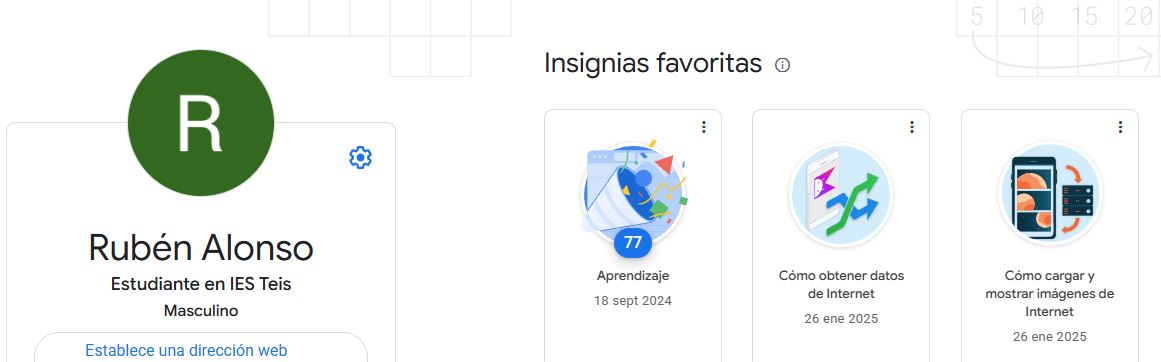 5 10 15 20
Insignias favoritas
R
Rubén Alonso
Estudiante en IES Teis
Masculino
Establece una dirección web
77
Aprendizaje
18 sept 2024
Cómo obtener datos
de Internet
26 ene 2025
Cómo cargar y
mostrar imágenes de
Internet
26 ene 2025